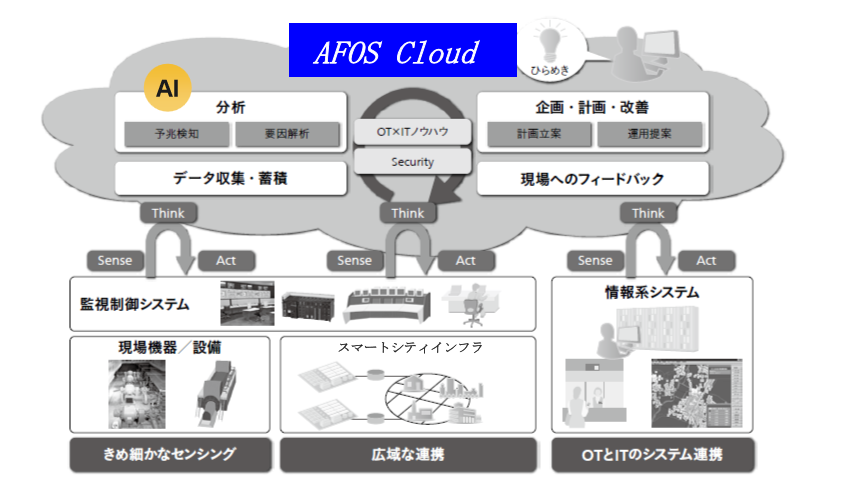 AFOS Cloud
ひらめき
AI
分析
予兆検知
要因解析
データ収集・蓄積
OT×ITノウハウ
Security
企画・計画・改善
計画立案
運用提案
現場へのフィードバック
Think
Think
Think
Sense
Act
Sense
Act
Sense
Act
監視制御システム
情報系システム
現場機器／設備
スマートシティインフラ
きめ細かなセンシング
広域な連携
OTとITのシステム連携